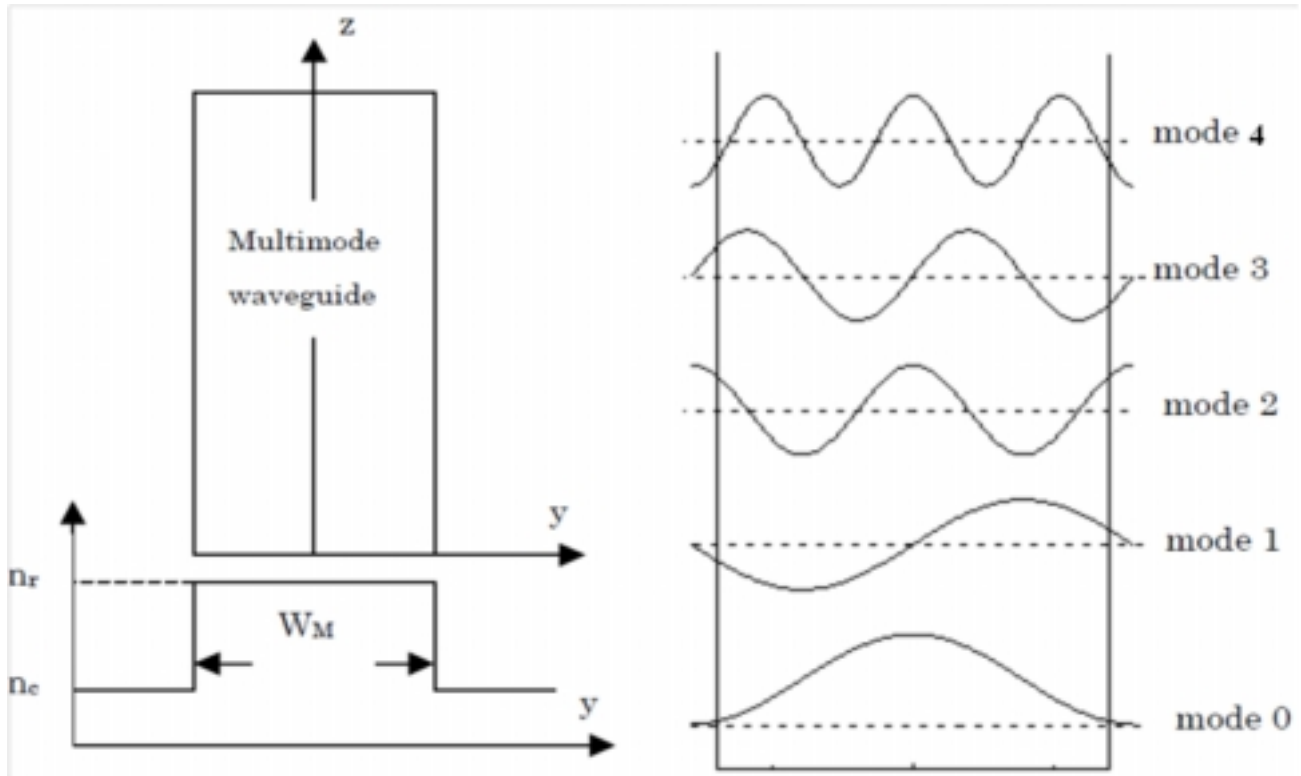 z
Multimode
waveguide
y
nr
WM
nc
y
mode 4
mode 3
mode 2
mode 1
mode 0